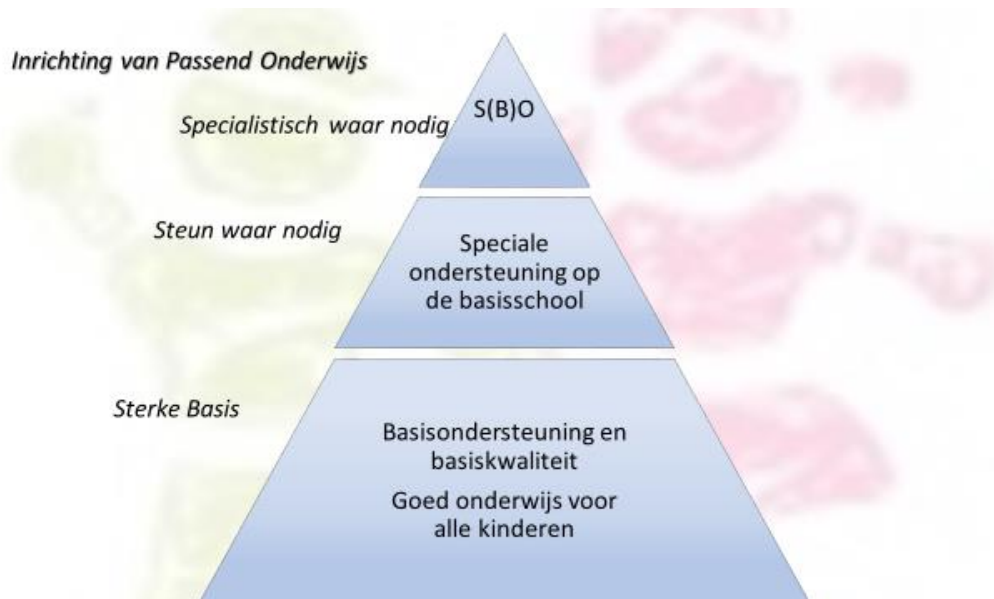 Inrichting van Passend Onderwijs
S(B)O
Specialistisch waar nodig
Steun waar nodig
Speciale
ondersteuning op
de basisschool
Sterke Basis
Basisondersteuning en
basiskwaliteit
Goed onderwijs voor
alle kinderen